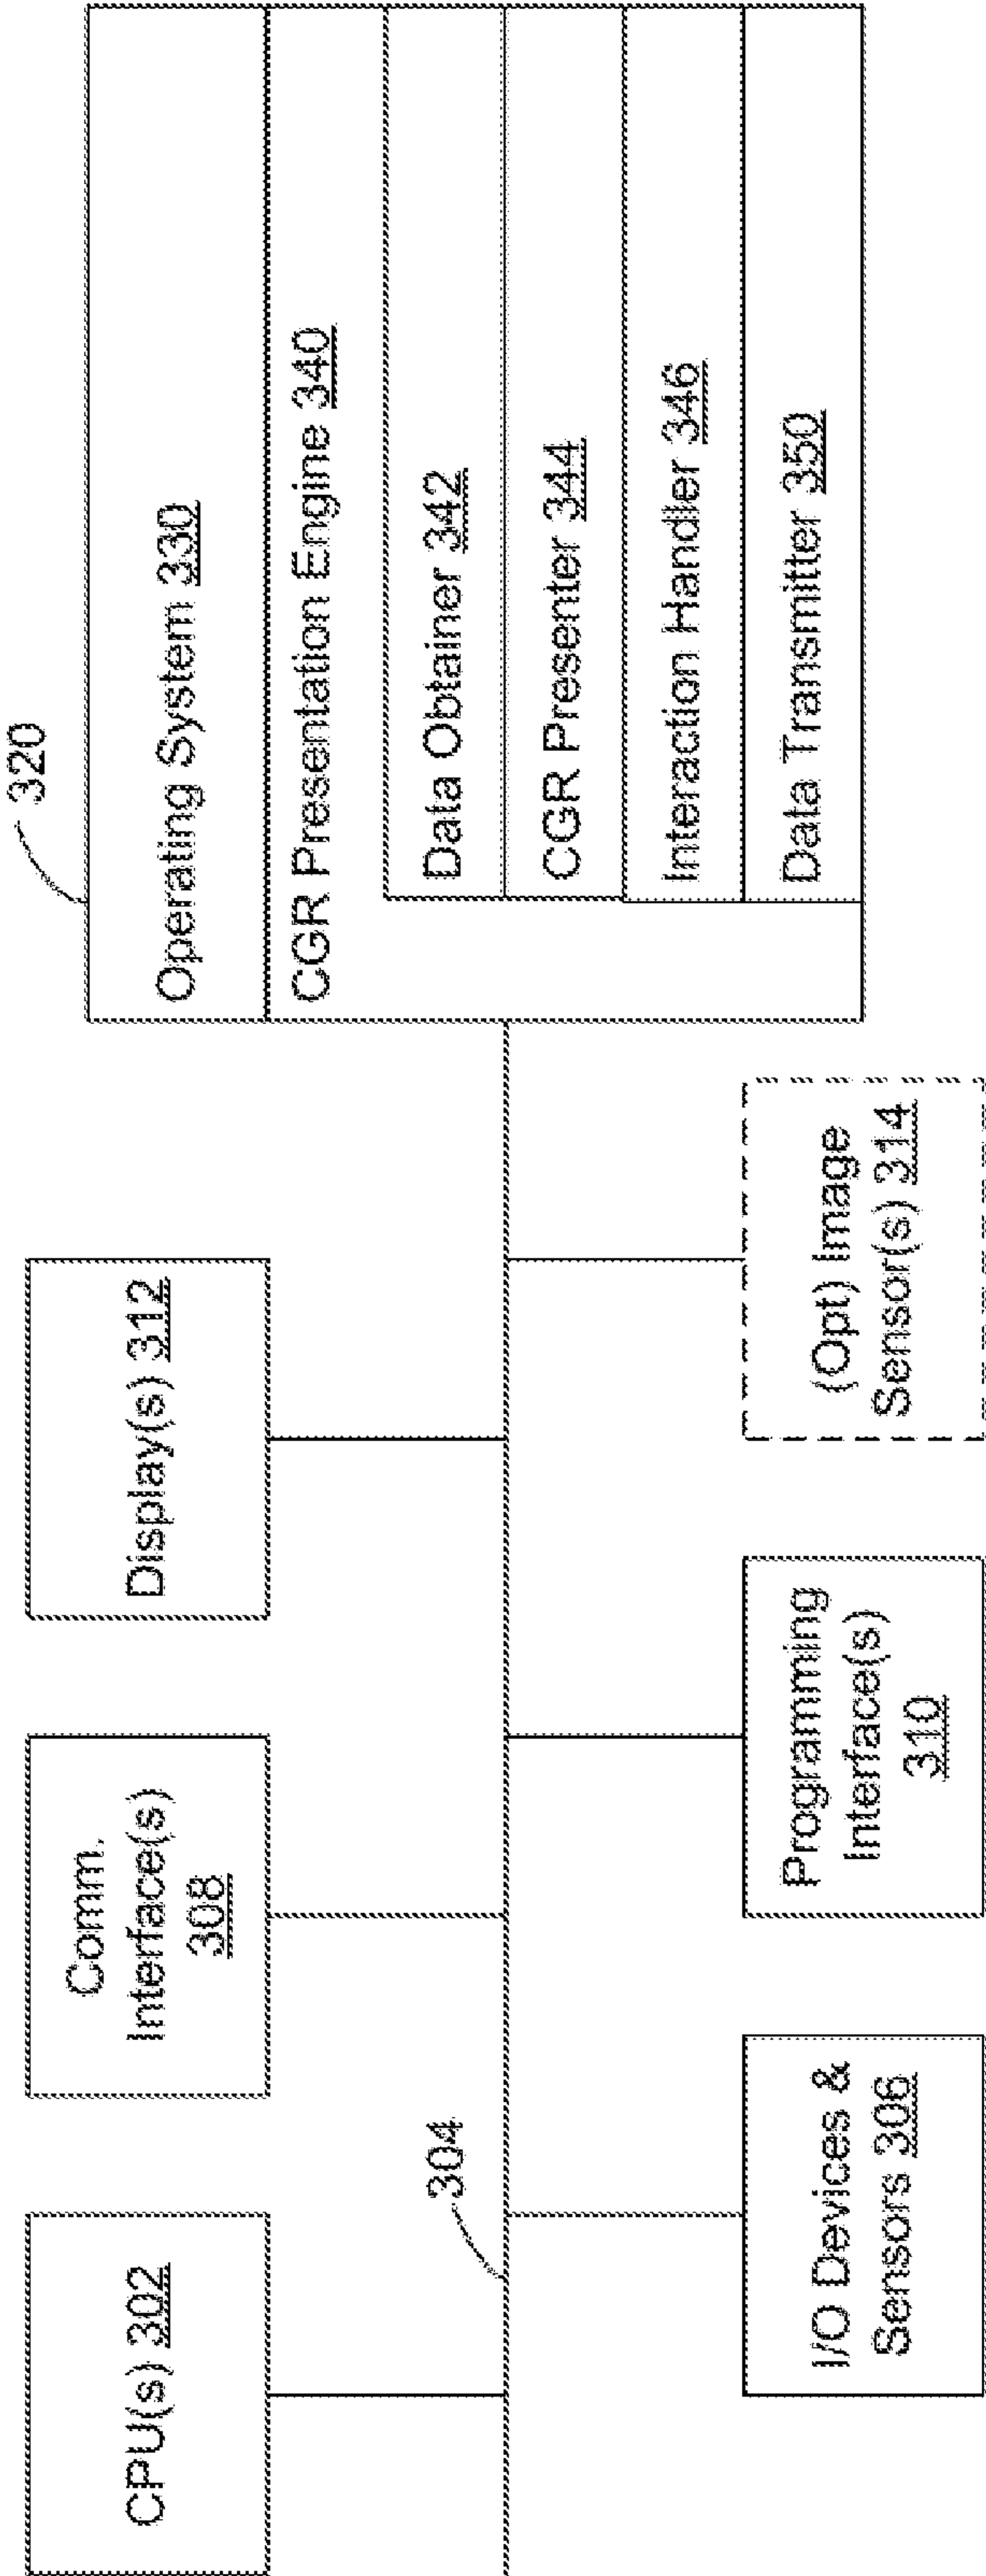 CPU(s) 302
Comm.
Interface(s)
308
Display(s) 312
320
304
I/O Devices &
Sensors 306
Programming
Interface(s)
310
(Opt) Image
Sensor(s) 314
Operating System 330
CGR Presentation Engine 340
Data Obtainer 342
CGR Presenter 344
Interaction Handler 346
Data Transmitter 350